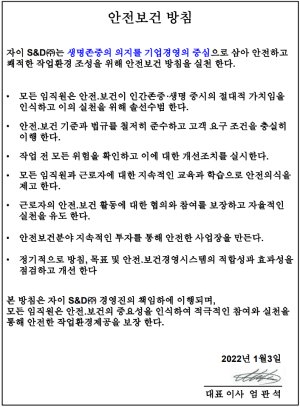 안전보건 방침
자이 S&D㈜는 생명존중의 의지를 기업경영의 중심으로 삼아 안전하고
쾌적한 작업환경 조성을 위해 안전보건 방침을 실천 한다.
• 모든 임직원은 안전.보건이 인간존중·생명 중시의 절대적 가치임을
인식하고 이의 실천을 위해 솔선수범 한다.
• 안전.보건 기준과 법규를 철저히 준수하고 고객 요구 조건을 충실히
이행 한다.
• 작업 전 모든 위험을 확인하고 이에 대한 개선조치를 실시한다.
• 모든 임직원과 근로자에 대한 지속적인 교육과 학습으로 안전의식을
제고 한다.
• 근로자의 안전.보건 활동에 대한 협의와 참여를 보장하고 자율적인
실천을 유도 한다.
• 안전보건분야 지속적인 투자를 통해 안전한 사업장을 만든다.
• 정기적으로 방침, 목표 및 안전.보건경영시스템의 적합성과 효과성을
점검하고 개선 한다
본 방침은 자이 S&D㈜ 경영진의 책임하에 이행되며,
모든 임직원은 안전.보건의 중요성을 인식하여 적극적인 참여와 실천을
통해 안전한 작업환경제공을 보장 한다.
2022년 1월3일
대표이사 엄관석